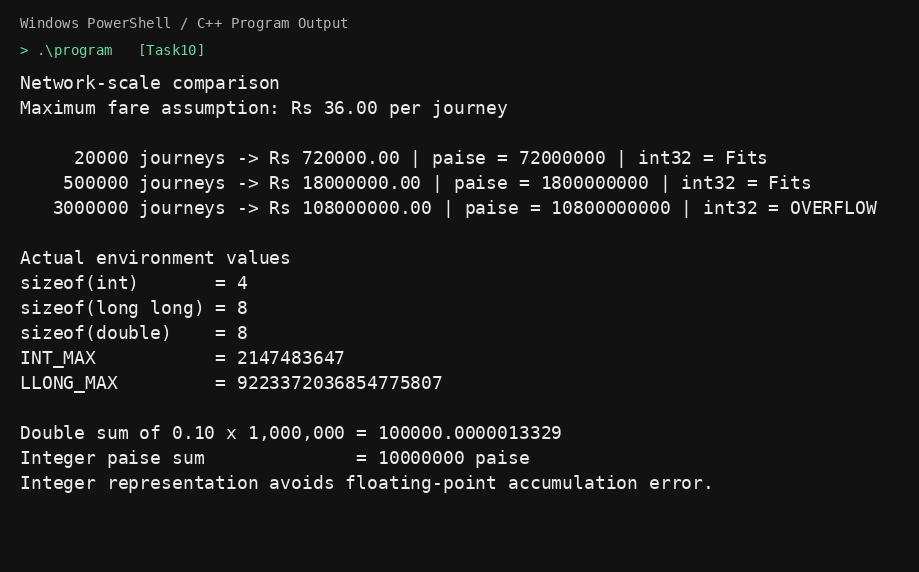 Windows PowerShell / C++ Program Output
> .\program   [Task10]
Network-scale comparison
Maximum fare assumption: Rs 36.00 per journey
     20000 journeys -> Rs 720000.00 | paise = 72000000 | int32 = Fits
    500000 journeys -> Rs 18000000.00 | paise = 1800000000 | int32 = Fits
   3000000 journeys -> Rs 108000000.00 | paise = 10800000000 | int32 = OVERFLOW
Actual environment values
sizeof(int)       = 4
sizeof(long long) = 8
sizeof(double)    = 8
INT_MAX           = 2147483647
LLONG_MAX         = 9223372036854775807
Double sum of 0.10 x 1,000,000 = 100000.0000013329
Integer paise sum              = 10000000 paise
Integer representation avoids floating-point accumulation error.